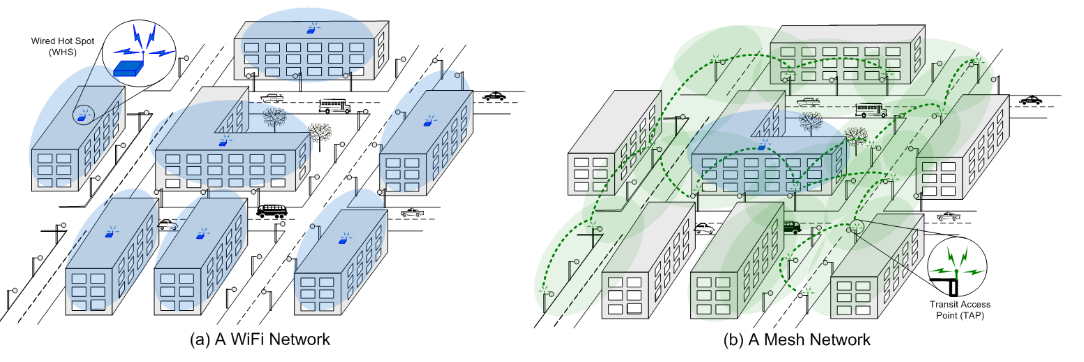 Wired Hot Spot
(WHS)
(a) A WiFi Network
Transit Access
Point (TAP)
(b) A Mesh Network